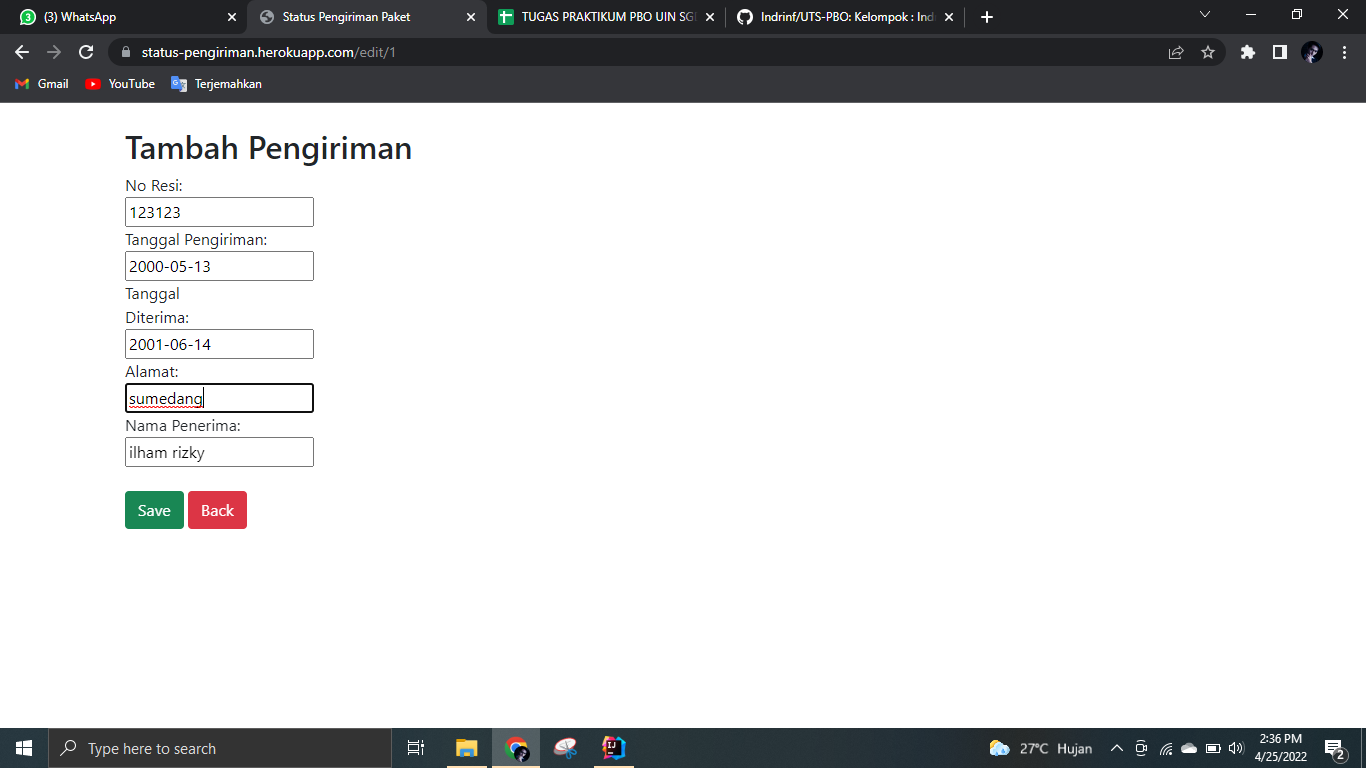 (3) WhatsApp
Status Pengiriman Paket
TUGAS PRAKTIKUM PBO UIN SG
Indrinf/UTS-PBO: Kelompok : Ind
status-pengiriman.herokuapp.com/edit/1
Gmail
YouTube
Terjemahkan
Tambah Pengiriman
No Resi:
123123
Tanggal Pengiriman:
2000-05-13
Tanggal
Diterima:
2001-06-14
Alamat:
sumedang
Nama Penerima:
ilham rizky
Save Back
Type here to search
27°C Hujan
2:36 PM
4/25/2022
2